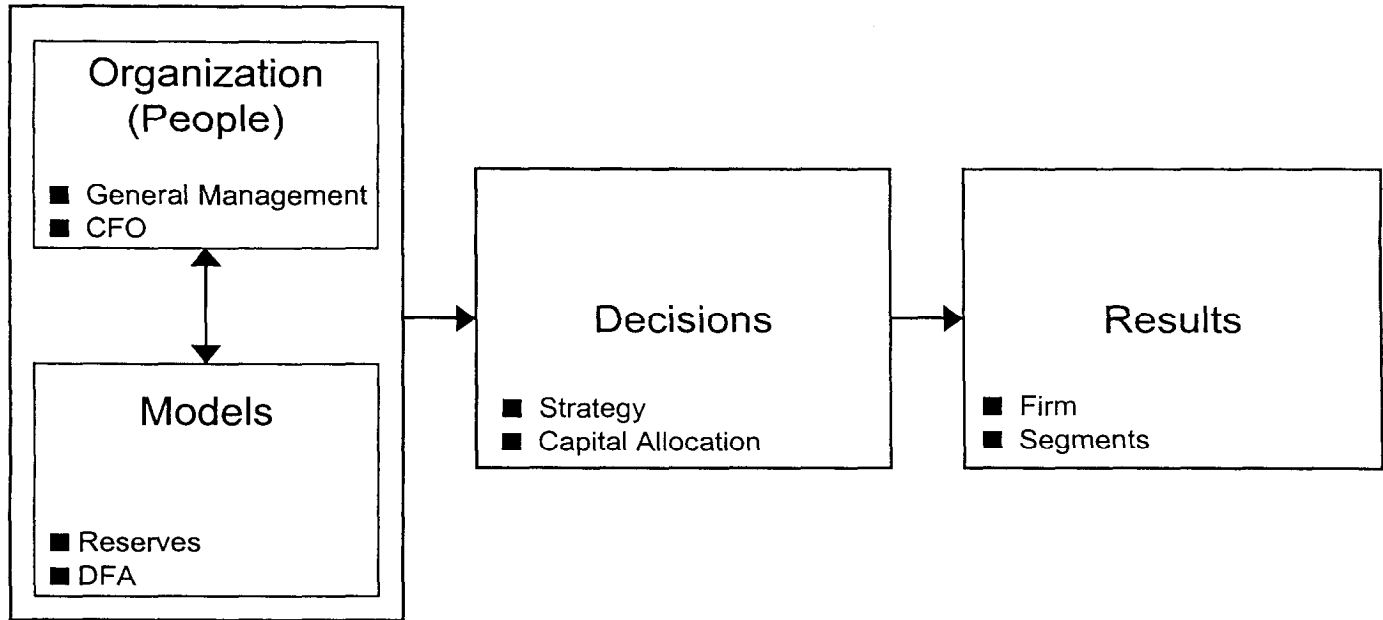 Organization
(People)
■ General Management
■ CFO
Models
■ Reserves
■ DFA
Decisions
■ Strategy
■ Capital Allocation
Results
■ Firm
■ Segments